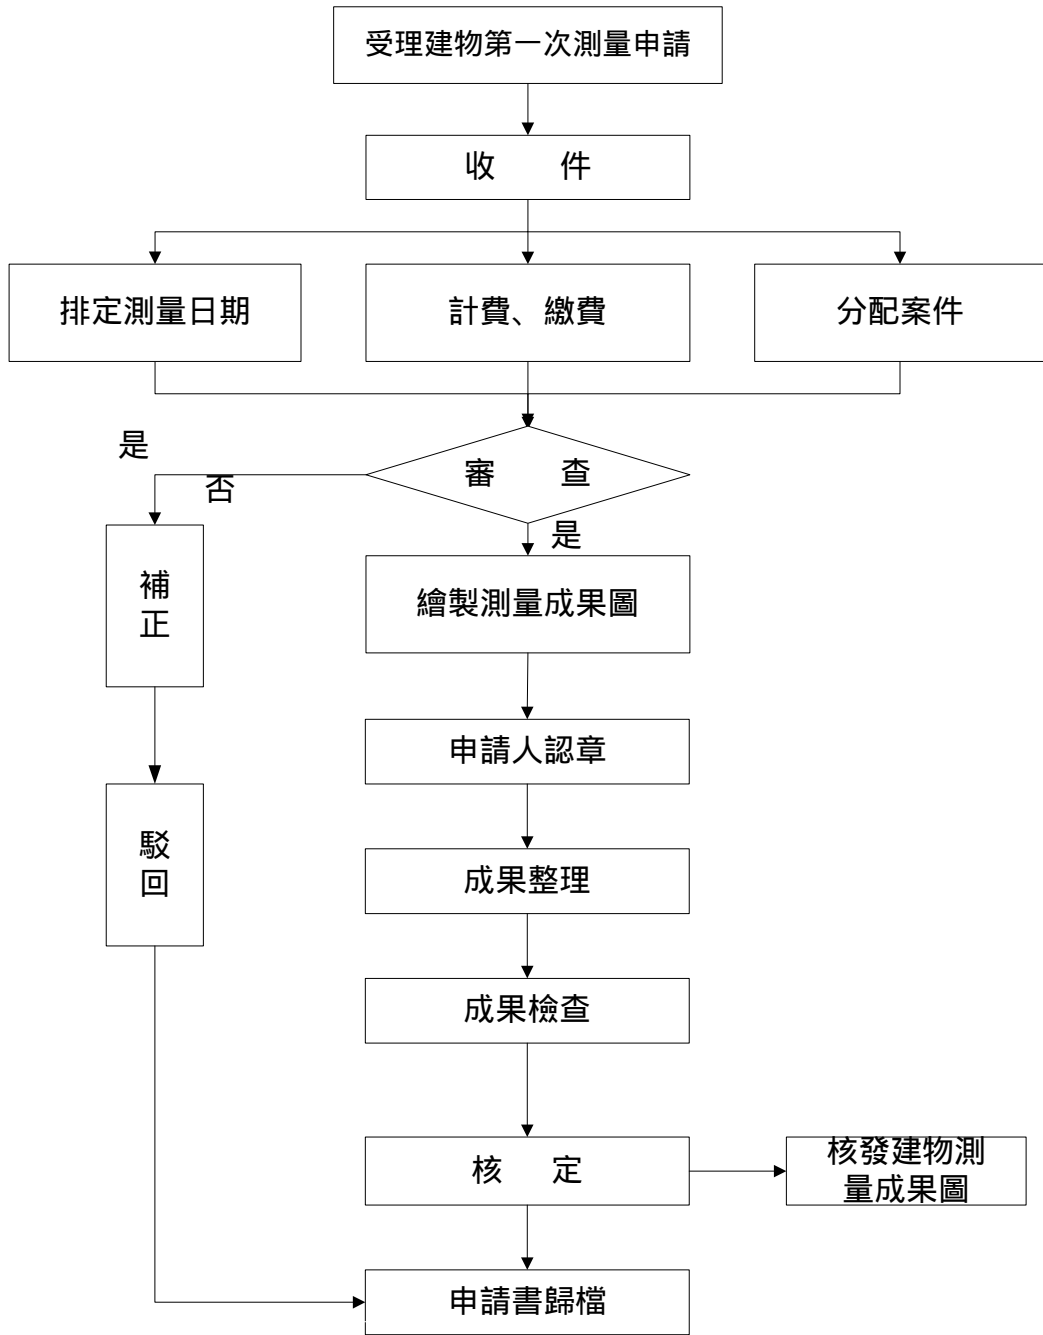 受理建物第一次測量申請
收 件
排定測量日期
計費、繳費
分配案件
是
審 查
否
是
補
正
繪製測量成果圖
申請人認章
駁
回
成果整理
成果檢查
核 定
核發建物測
量成果圖
申請書歸檔